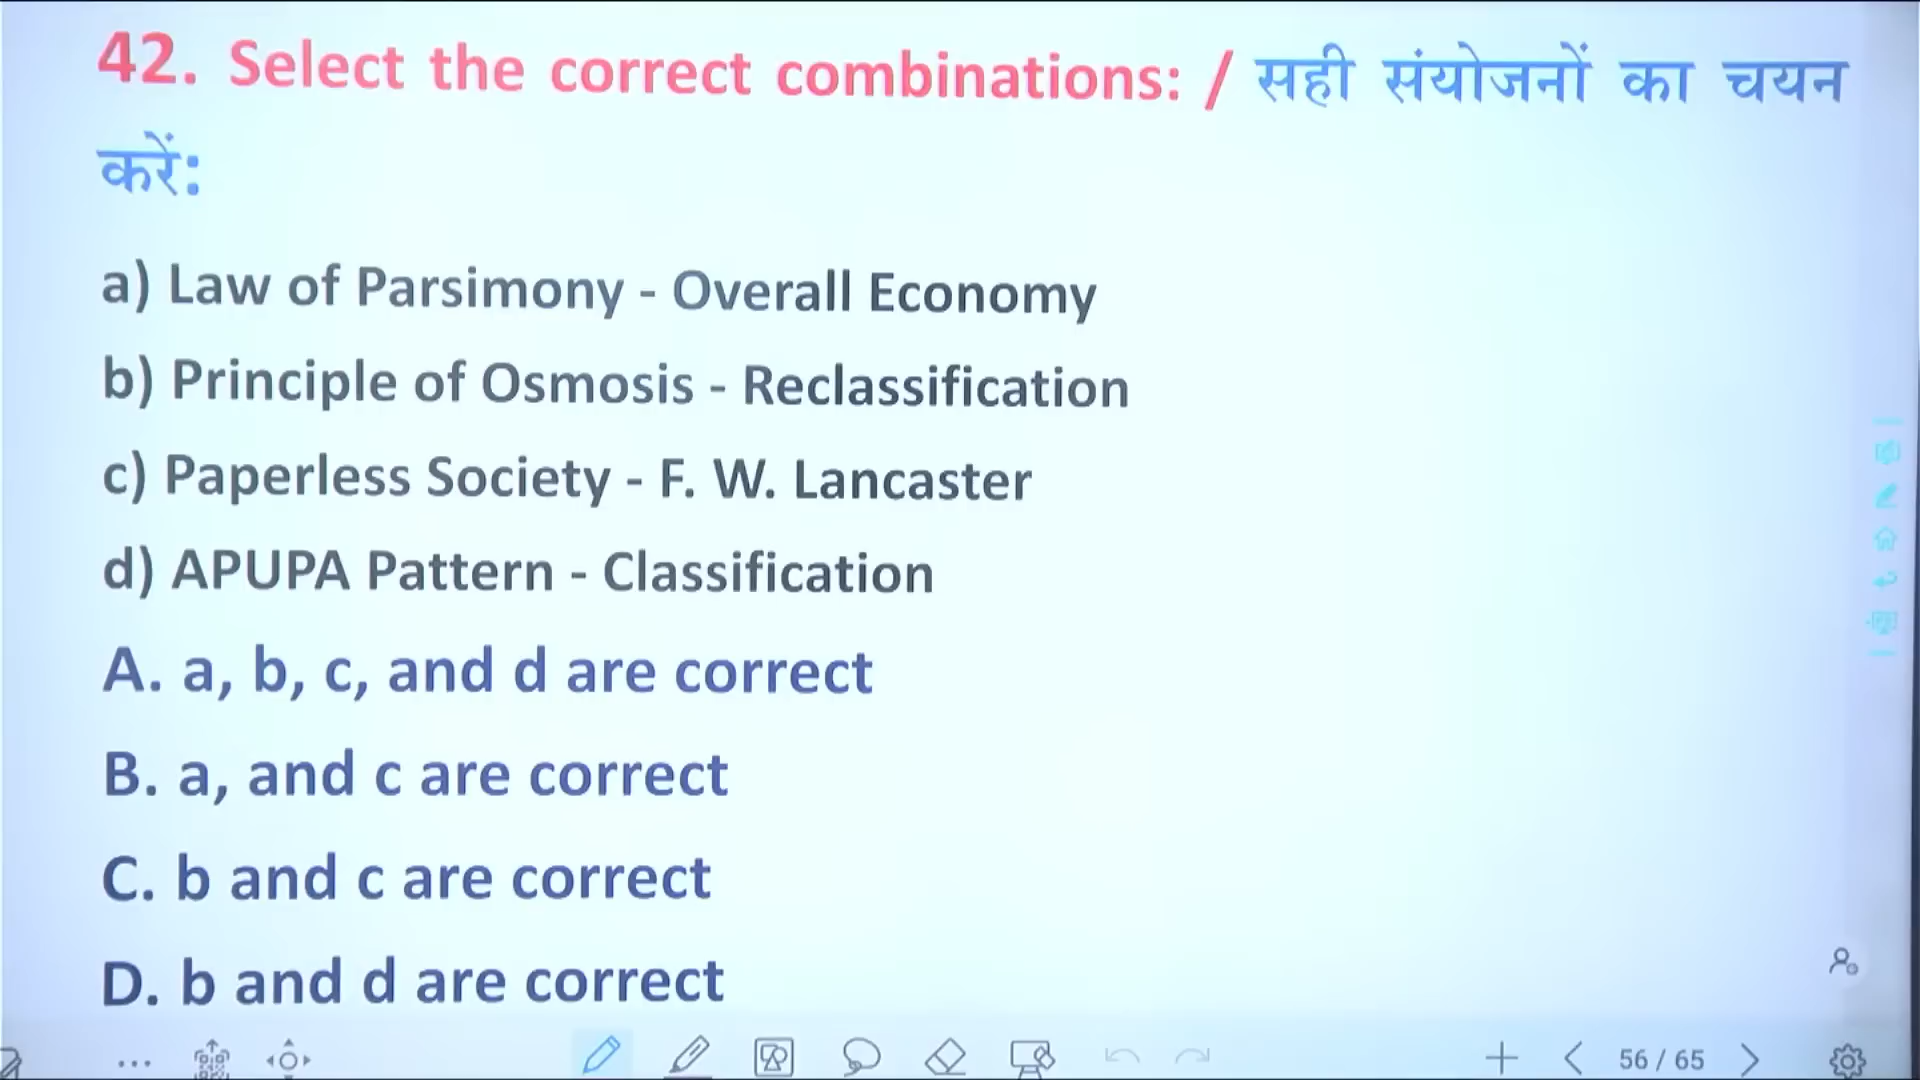 42. Select the correct combinations: / सही संयोजनों का चयन
करें:
a) Law of Parsimony - Overall Economy
b) Principle of Osmosis - Reclassification
c) Paperless Society - F. W. Lancaster
d) APUPA Pattern - Classification
A. a, b, c, and d are correct
B. a, and c are correct
C. b and c are correct
D. b and d are correct
56 / 65